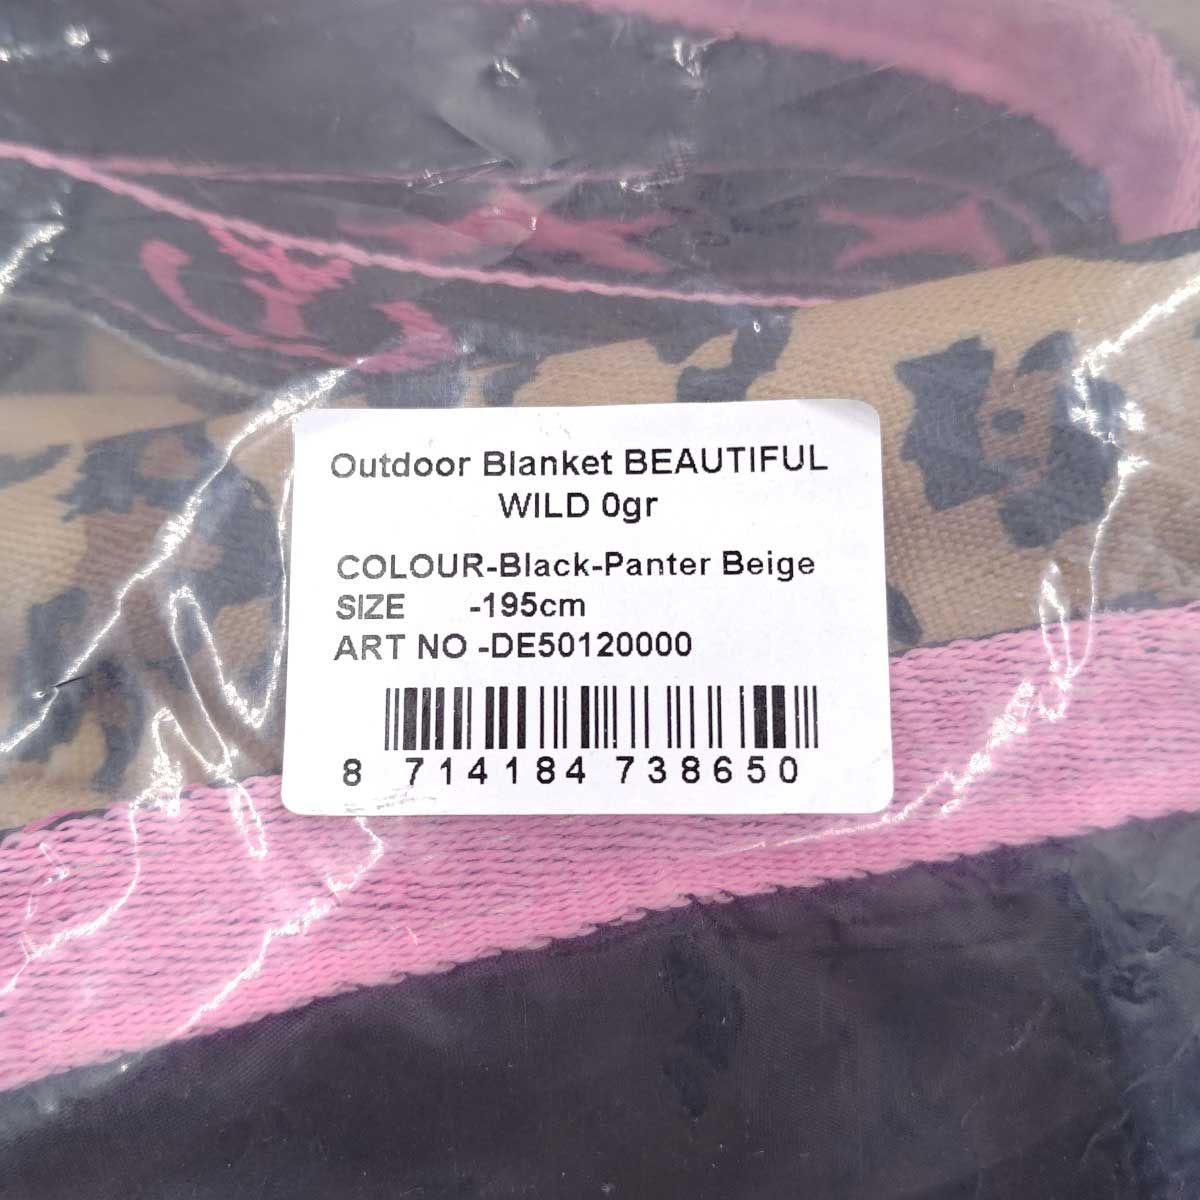 Outdoor Blanket BEAUTIFUL
WILD 0gr
COLOUR-Black-Panter Beige
SIZE -195cm
ART NO -DE50120000
8 714184 738650